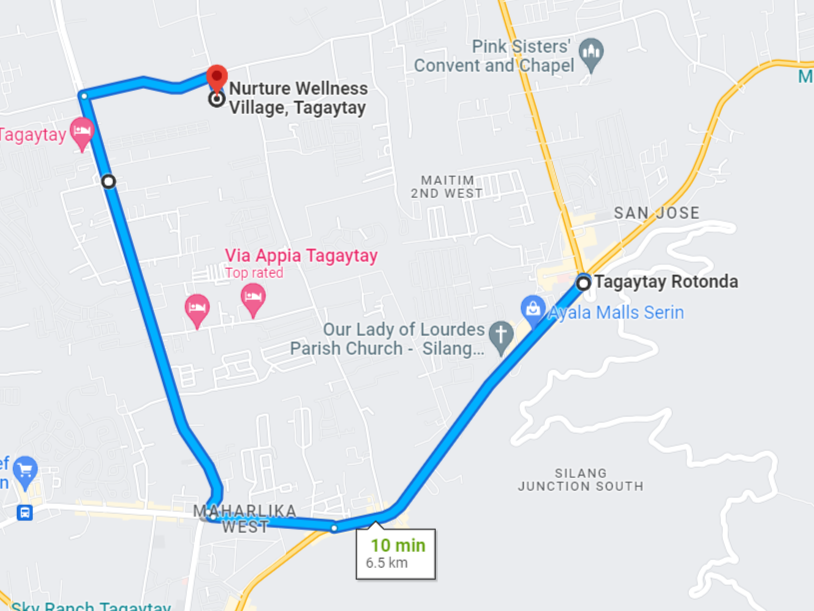 Pink Sisters'
Convent and Chapel
M
Nurture Wellness
Village, Tagaytay
Tagaytay
MAITIM
2ND WEST
SAN JOSE
Via Appia Tagaytay
Top rated
Tagaytay Rotonda
Ayala Malls Serin
Our Lady of Lourdes
Parish Church - Silang...
ef
n
SILANG
JUNCTION SOUTH
MAHARLIKA
WEST
10 min
6.5 km
Sky Ranch Tagaytay